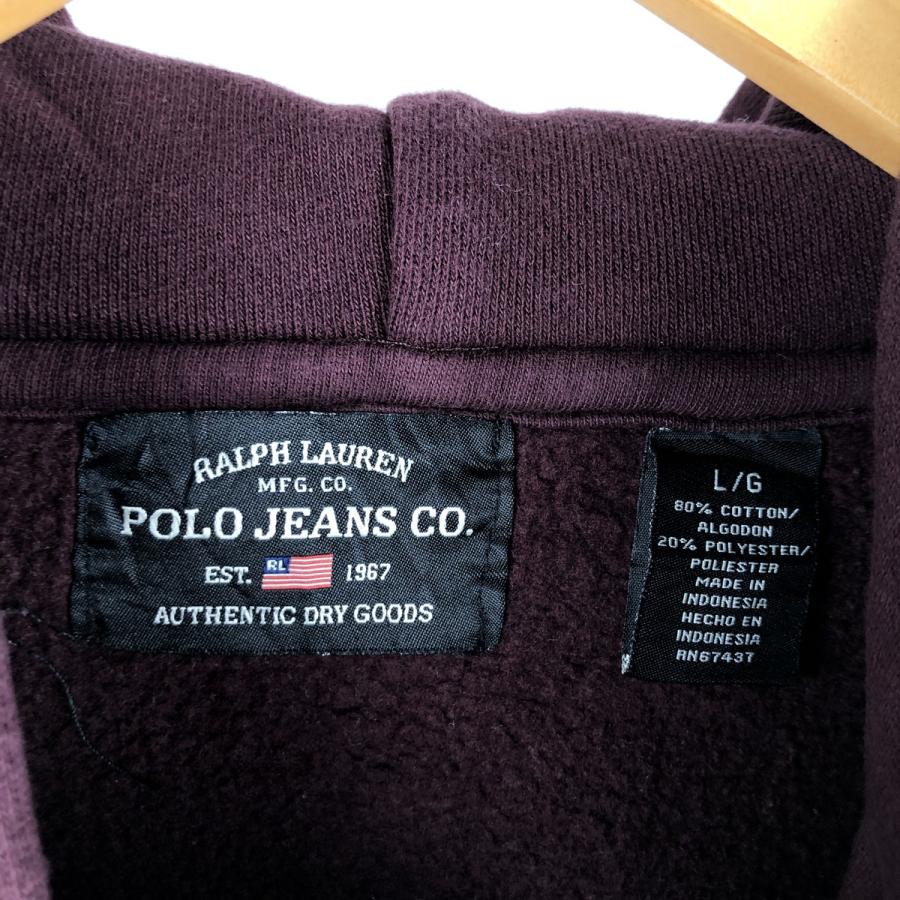 RALPH LAUREN
MFG. CO.
POLO JEANS CO.
EST. RL 1967
AUTHENTIC DRY GOODS
L/G
80% COTTON/
ALGODON
20% POLYESTER/
POLIESTER
MADE IN
INDONESIA
HECHO EN
INDONESIA
RN67437